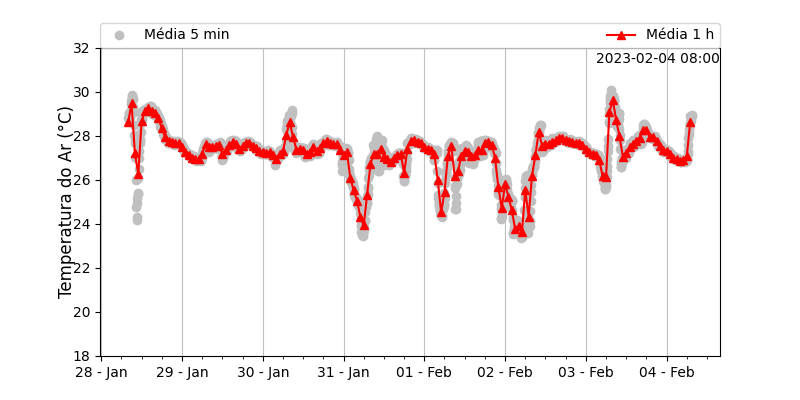 Média 5 min
Média 1 h
2023-02-04 08:00
Temperatura do Ar (°C)
32
30
28
26
24
22
20
18
28 - Jan
29 - Jan
30 - Jan
31 - Jan
01 - Feb
02 - Feb
03 - Feb
04 - Feb